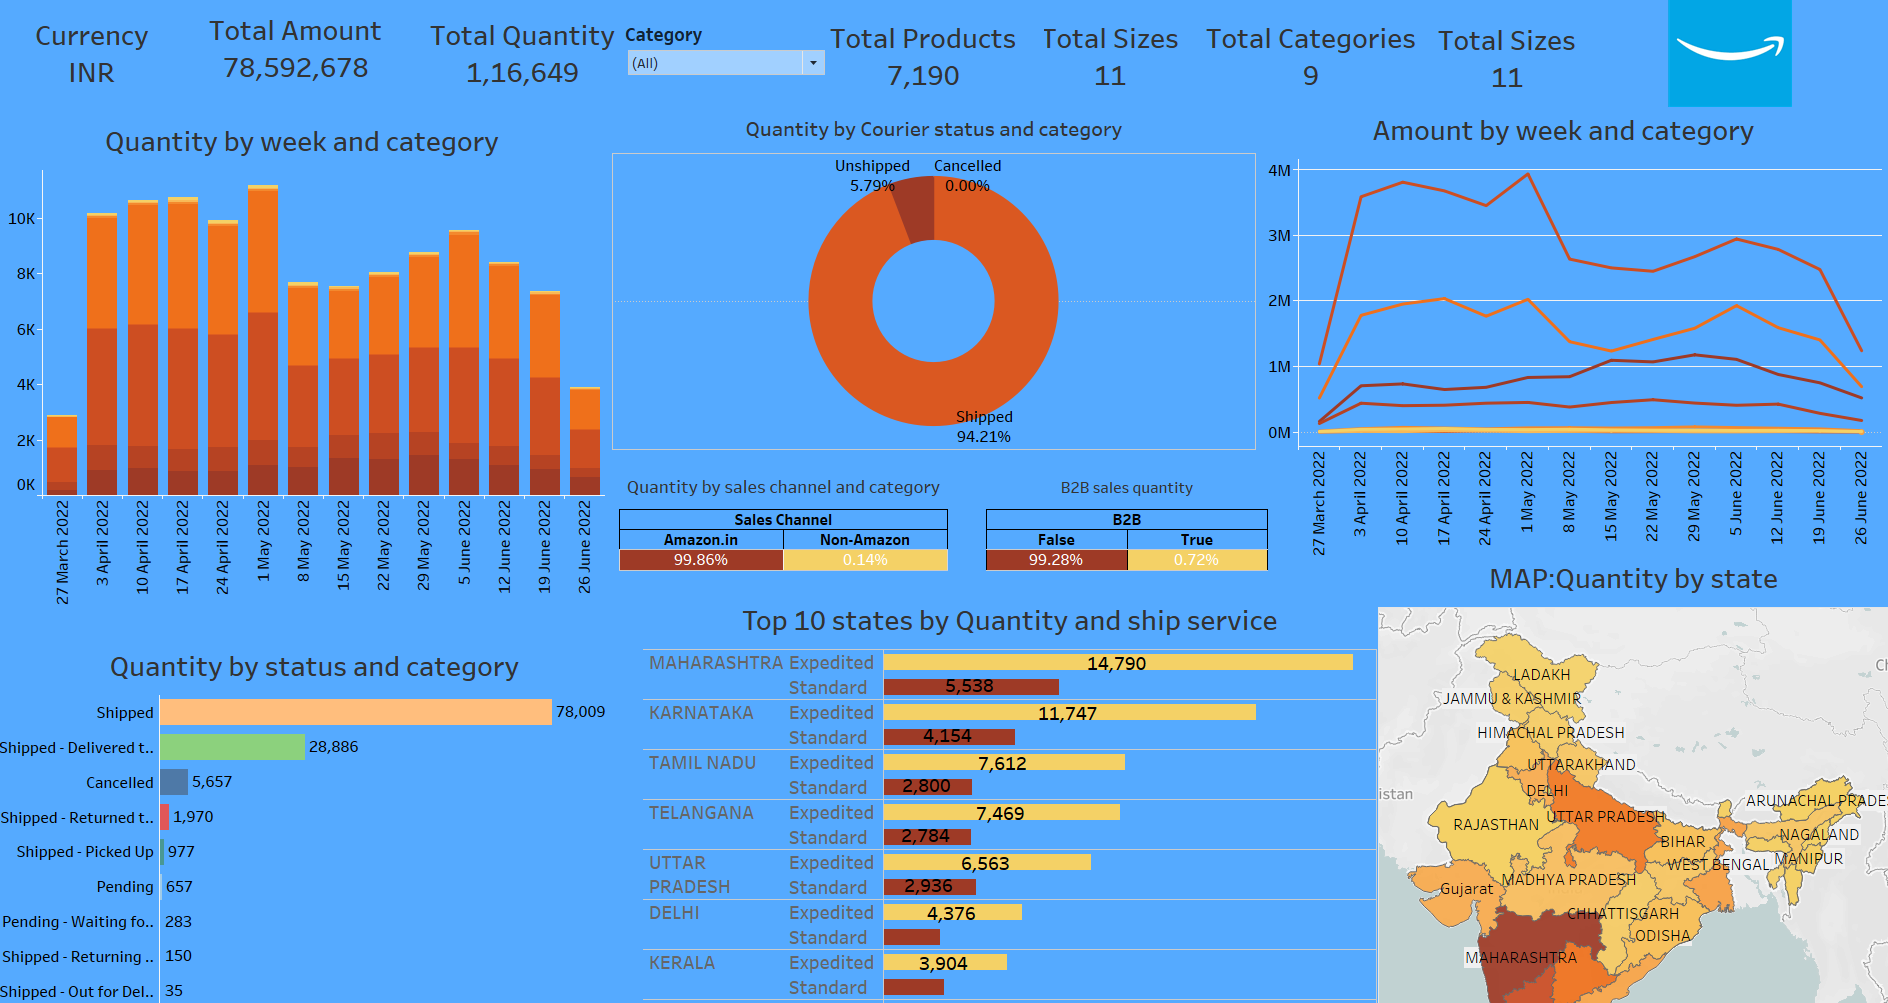 Currency
INR
Total Amount
78,592,678
Total Quantity
1,16,649
Category
(All)
Total Products
7,190
Total Sizes
11
Total Categories
9
Total Sizes
11
Quantity by week and category
10K
8K
6K
4K
2K
0K
27 March 2022
3 April 2022
10 April 2022
17 April 2022
24 April 2022
1 May 2022
8 May 2022
15 May 2022
22 May 2022
29 May 2022
5 June 2022
12 June 2022
19 June 2022
26 June 2022
Quantity by Courier status and category
Unshipped
5.79%
Cancelled
0.00%
Shipped
94.21%
Amount by week and category
4M
3M
2M
1M
0M
27 March 2022
3 April 2022
10 April 2022
17 April 2022
24 April 2022
1 May 2022
8 May 2022
15 May 2022
22 May 2022
29 May 2022
5 June 2022
12 June 2022
19 June 2022
26 June 2022
Quantity by sales channel and category
Sales Channel
Amazon.in Non-Amazon
99.86% 0.14%
B2B sales quantity
B2B
False True
99.28% 0.72%
Quantity by status and category
Shipped 78,009
Shipped - Delivered t.. 28,886
Cancelled 5,657
Shipped - Returned t.. 1,970
Shipped - Picked Up 977
Pending 657
Pending - Waiting fo.. 283
Shipped - Returning .. 150
Shipped - Out for Del.. 35
Top 10 states by Quantity and ship service
MAHARASHTRA Expedited 14,790
Standard 5,538
KARNATAKA Expedited 11,747
Standard 4,154
TAMIL NADU Expedited 7,612
Standard 2,800
TELANGANA Expedited 7,469
Standard 2,784
UTTAR Expedited 6,563
PRADESH Standard 2,936
DELHI Expedited 4,376
Standard
KERALA Expedited 3,904
Standard
MAP:Quantity by state
LADAKH
JAMMU & KASHMIR
HIMACHAL PRADESH
UTTARAKHAND
DELHI
istan
ARUNACHAL PRADE
UTTAR PRADESH
RAJASTHAN
NAGALAND
BIHAR
MANIPUR
WEST BENGAL
MADHYA PRADESH
Gujarat
CHHATTISGARH
ODISHA
MAHARASHTRA